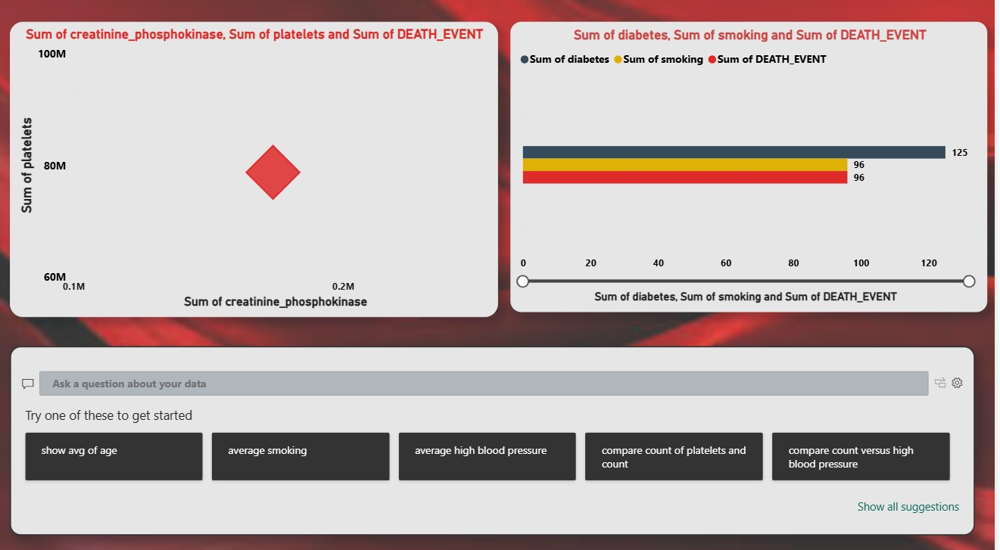 Sum of creatinine_phosphokinase, Sum of platelets and Sum of DEATH_EVENT
100M
80M
60M
Sum of platelets
0.1M 0.2M
Sum of creatinine_phosphokinase
Sum of diabetes, Sum of smoking and Sum of DEATH_EVENT
Sum of diabetes Sum of smoking Sum of DEATH_EVENT
125
96
96
0 20 40 60 80 100 120
Sum of diabetes, Sum of smoking and Sum of DEATH_EVENT
Ask a question about your data
Try one of these to get started
show avg of age
average smoking
average high blood pressure
compare count of platelets and
count
compare count versus high
blood pressure
Show all suggestions